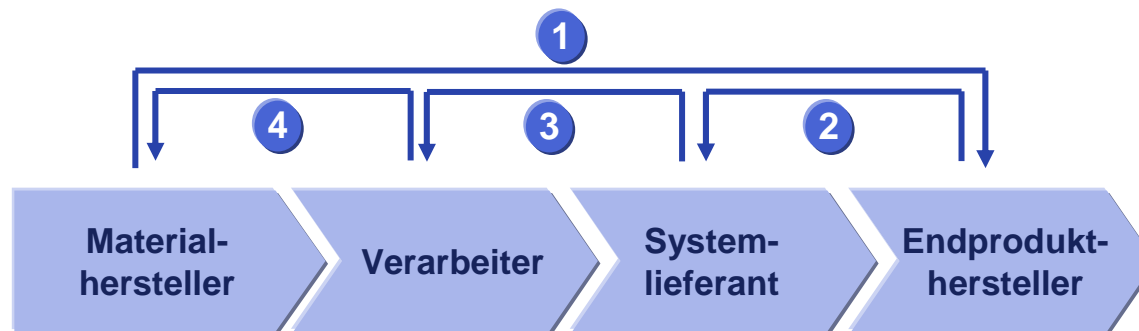 1
4
3
2
Material-
hersteller
Verarbeiter
System-
lieferant
Endprodukt-
hersteller